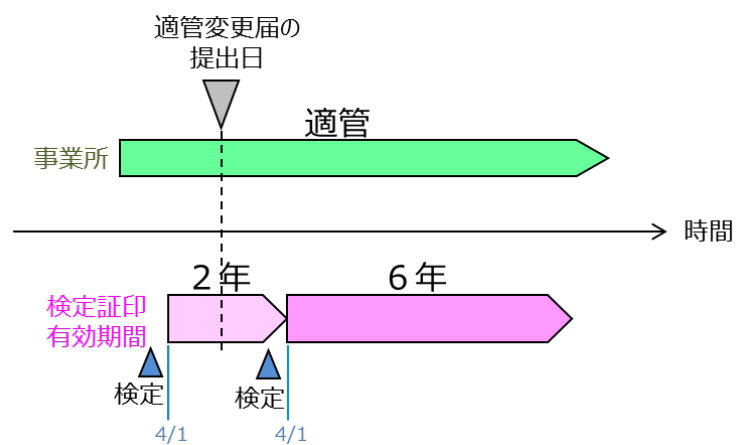 適管変更届の
提出日
適管
事業所
時間
２年
６年
検定証印
有効期間
検定
検定
4/1
4/1